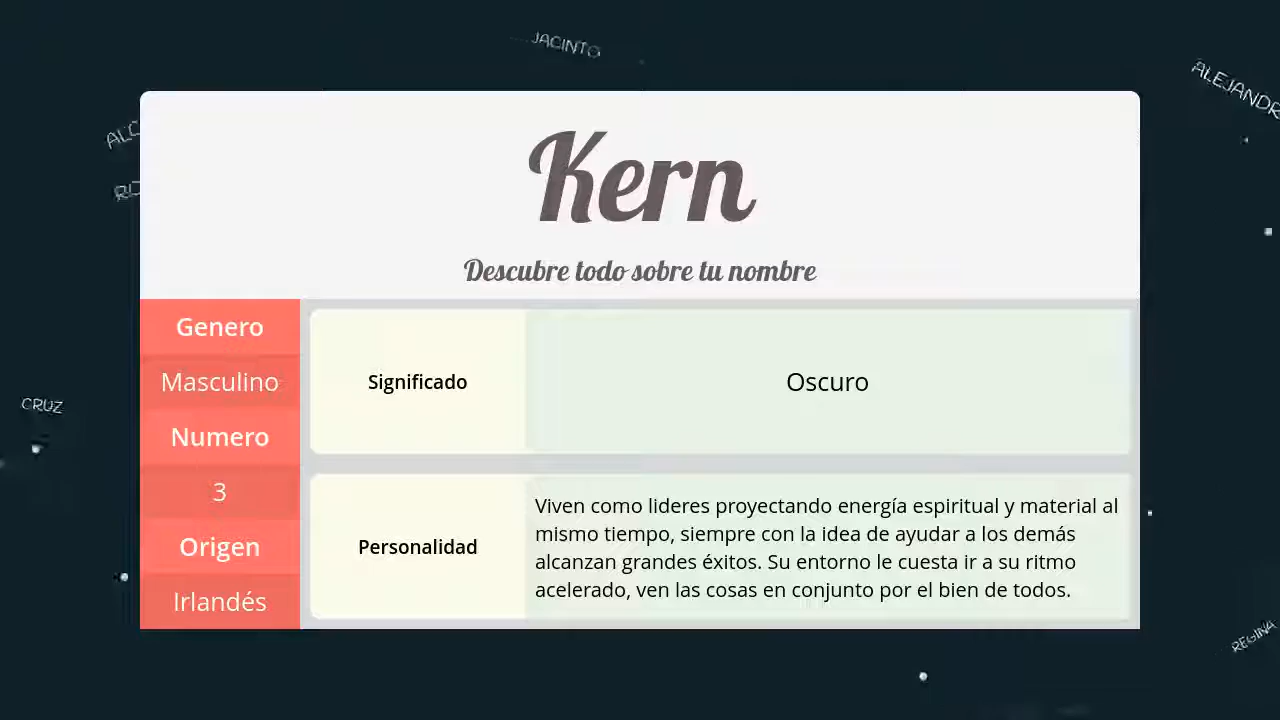 JACINTO
Kern
Descubre todo sobre tu nombre
Genero
Masculino
Numero
3
Origen
Irlandés
Significado
Oscuro
Personalidad
Viven como lideres proyectando energía espiritual y material al
mismo tiempo, siempre con la idea de ayudar a los demás
alcanzan grandes éxitos. Su entorno le cuesta ir a su ritmo
acelerado, ven las cosas en conjunto por el bien de todos.
CRUZ
REGINA